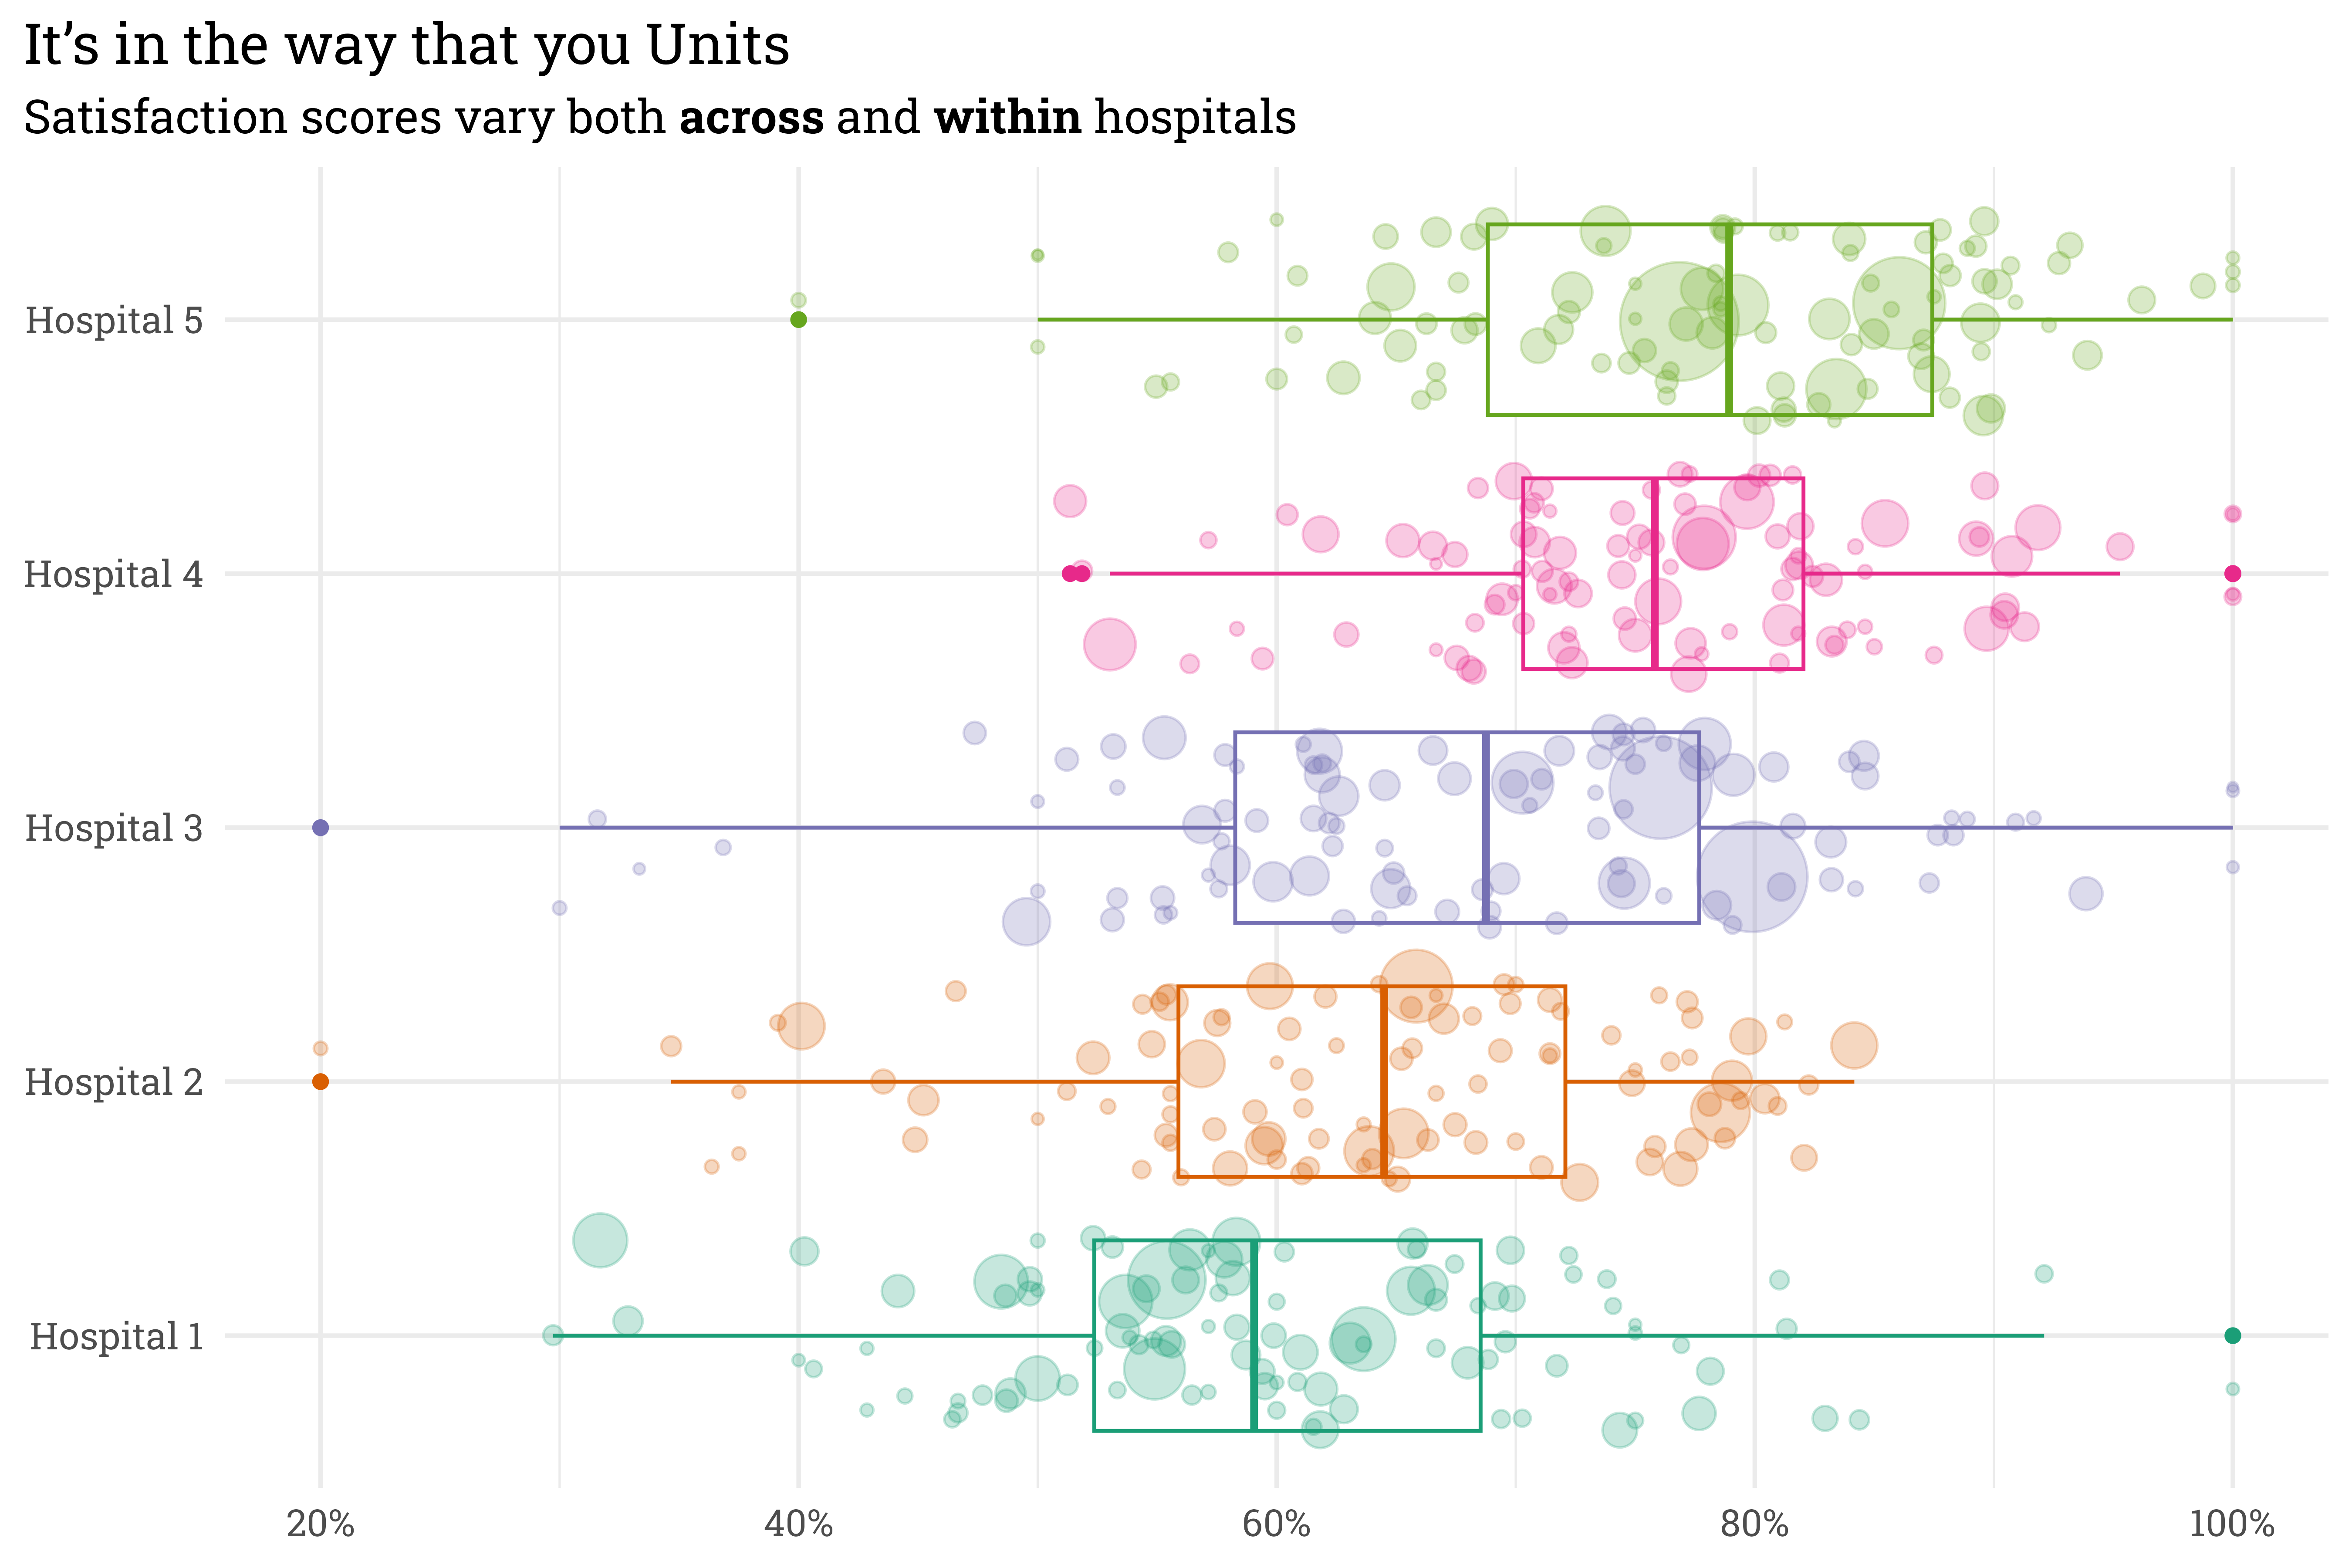 It’s in the way that you Units
Satisfaction scores vary both across and within hospitals
Hospital 5
Hospital 4
Hospital 3
Hospital 2
Hospital 1
20% 40% 60% 80% 100%